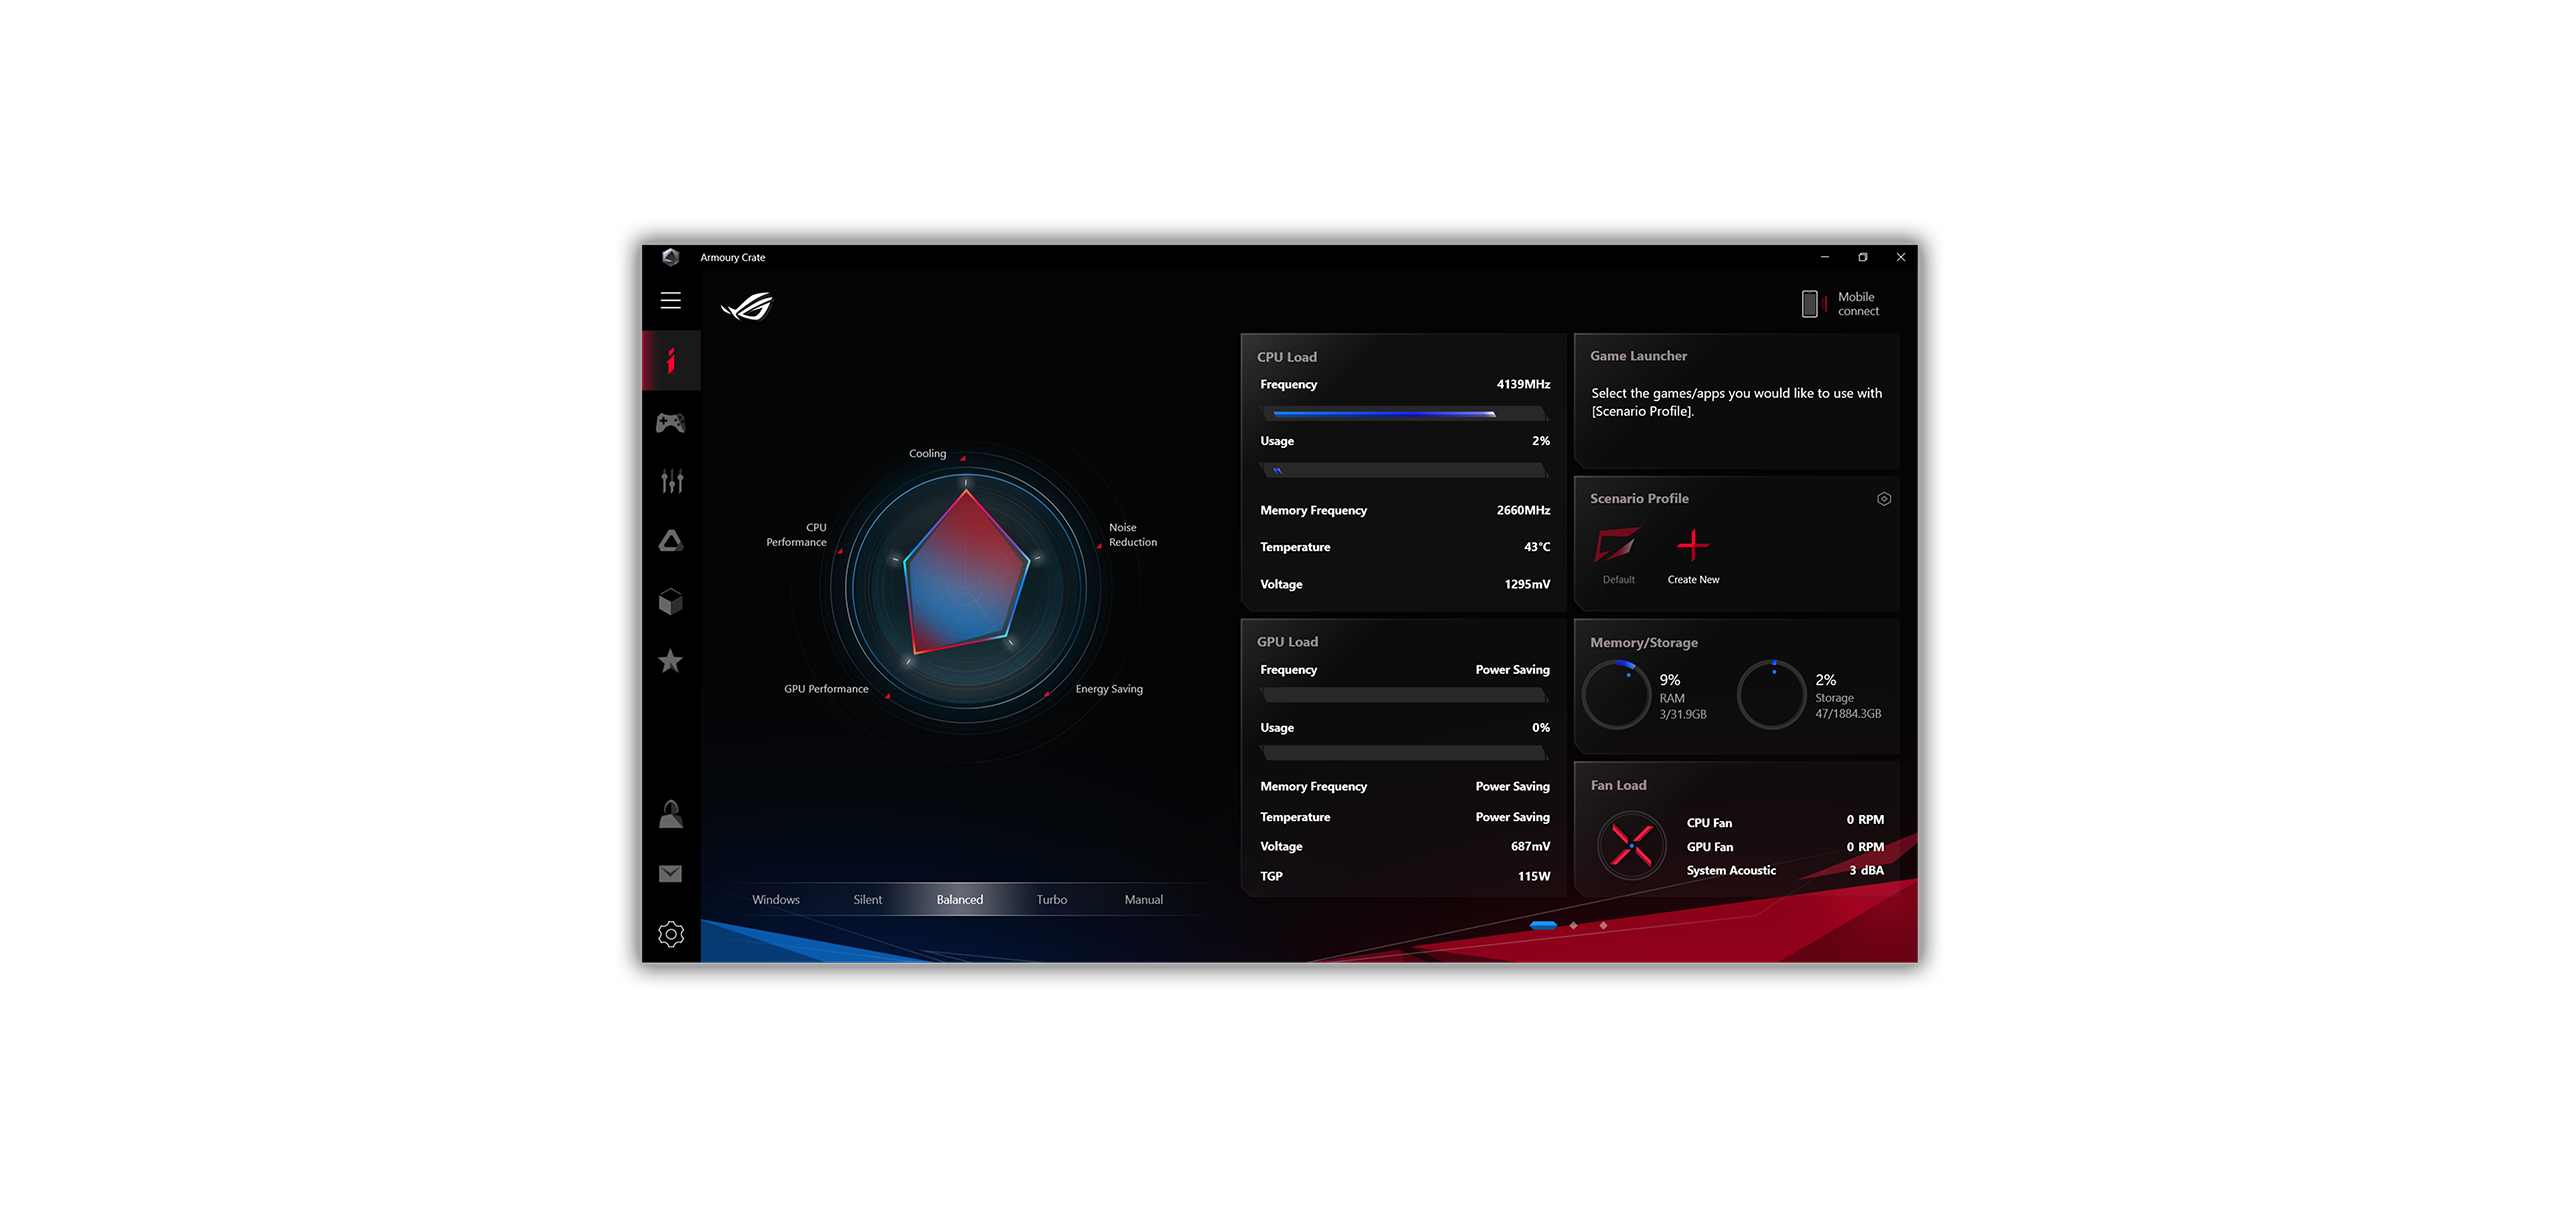 Armoury Crate
Mobile
connect
Cooling
CPU
Performance
Noise
Reduction
GPU Performance
Energy Saving
Windows Silent Balanced Turbo Manual
CPU Load
Frequency 4139MHz
Usage 2%
Memory Frequency 2660MHz
Temperature 43°C
Voltage 1295mV
GPU Load
Frequency Power Saving
Usage 0%
Memory Frequency Power Saving
Temperature Power Saving
Voltage 687mV
TGP 115W
Game Launcher
Select the games/apps you would like to use with
[Scenario Profile].
Scenario Profile
Default Create New
Memory/Storage
9%
RAM
3/31.9GB
2%
Storage
47/1884.3GB
Fan Load
CPU Fan 0 RPM
GPU Fan 0 RPM
System Acoustic 3 dBA